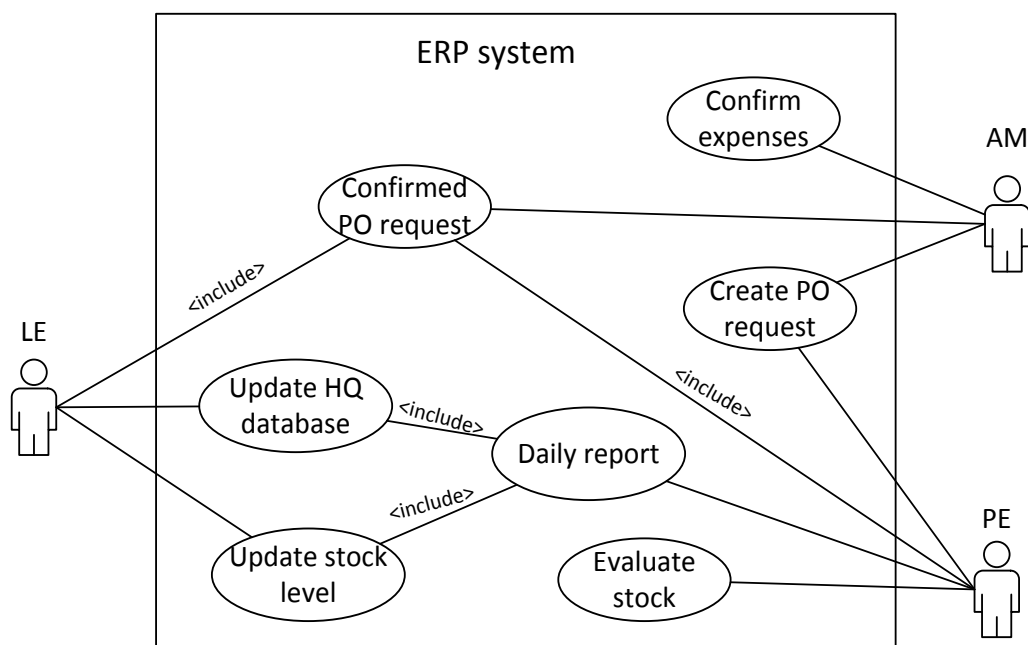 ERP system
Confirm
expenses
AM
Confirmed
PO request
<include>
Create PO
request
LE
Update HQ
database
<include>
<include>
Daily report
<include>
Update stock
level
Evaluate
stock
PE